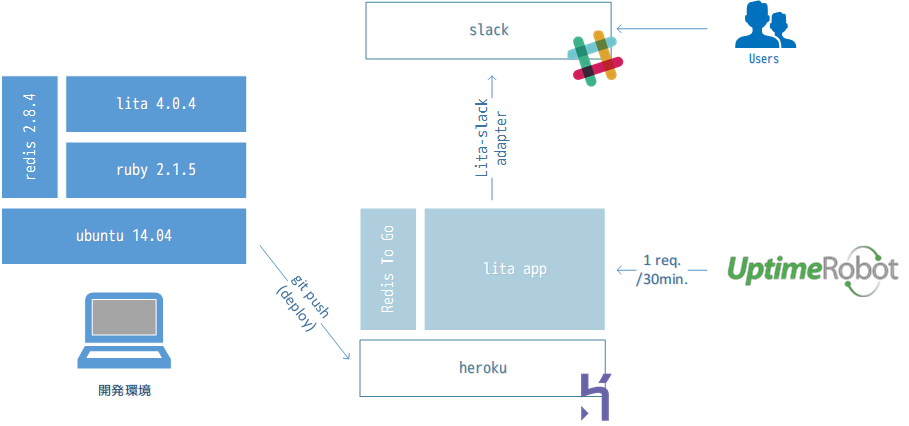 slack
Users
redis 2.8.4
lita 4.0.4
ruby 2.1.5
ubuntu 14.04
開発環境
git push
(deploy)
Lita-slack
adapter
Redis To Go
lita app
heroku
1 req.
/30min.
UptimeRobot